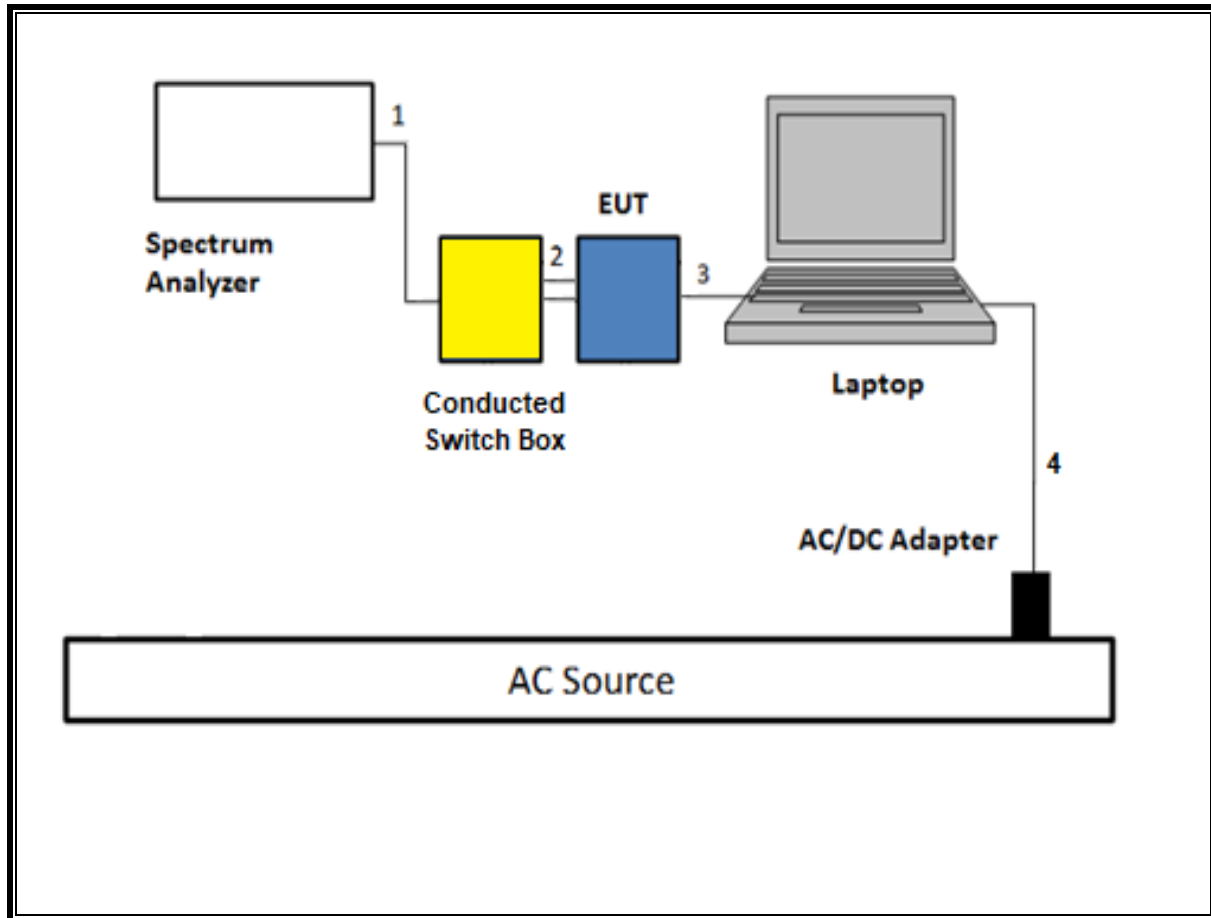 1
Spectrum
Analyzer
EUT
2
3
Conducted
Switch Box
Laptop
4
AC/DC Adapter
AC Source